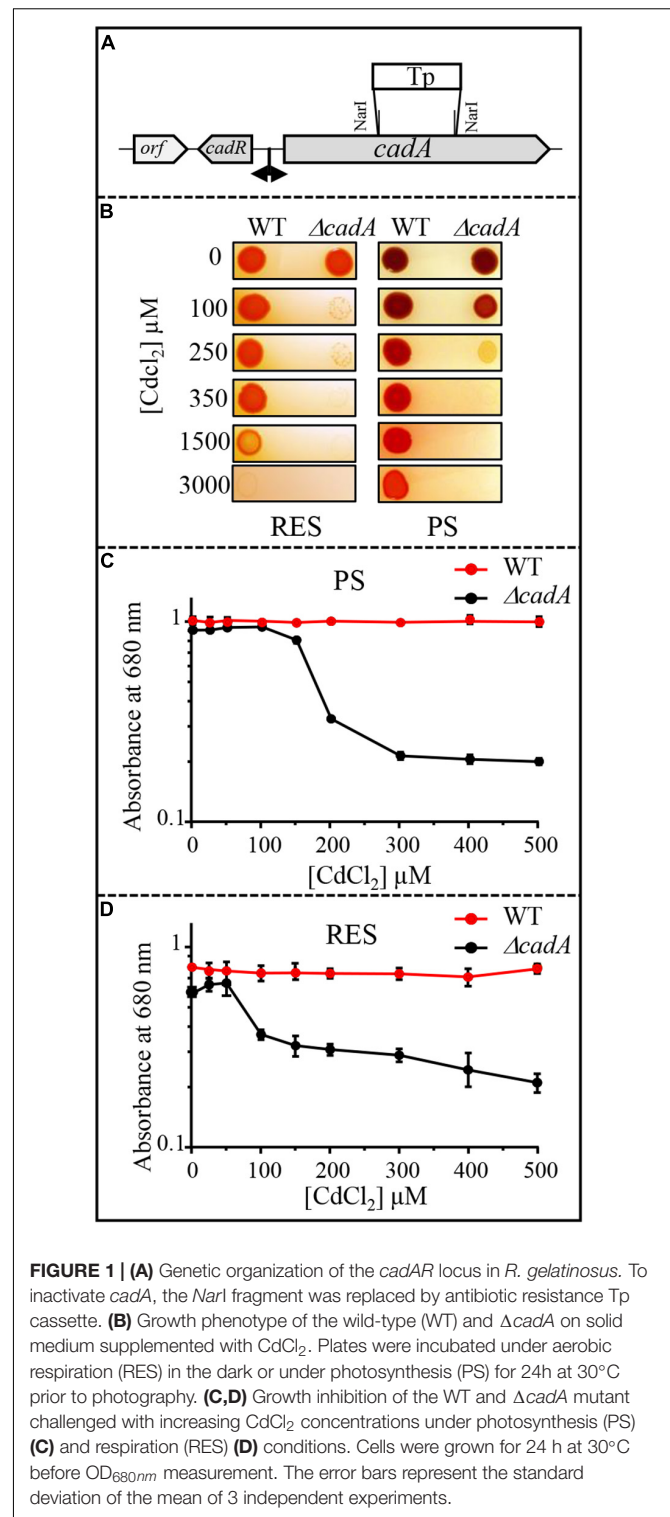 A
Tp
NarI
NarI
orf
cadR
cadA
B
WT ΔcadA WT ΔcadA
[Cdcl₂] µM
0
100
250
350
1500
3000
RES PS
C
PS
WT
ΔcadA
Absorbance at 680 nm
1
0.1
0 100 200 300 400 500
[CdCl₂] µM
D
RES
WT
ΔcadA
Absorbance at 680 nm
1
0.1
0 100 200 300 400 500
[CdCl₂] µM
FIGURE 1 | (A) Genetic organization of the cadAR locus in R. gelatinosus. To
inactivate cadA, the NarI fragment was replaced by antibiotic resistance Tp
cassette. (B) Growth phenotype of the wild-type (WT) and ΔcadA on solid
medium supplemented with CdCl₂. Plates were incubated under aerobic
respiration (RES) in the dark or under photosynthesis (PS) for 24h at 30°C
prior to photography. (C,D) Growth inhibition of the WT and ΔcadA mutant
challenged with increasing CdCl₂ concentrations under photosynthesis (PS)
(C) and respiration (RES) (D) conditions. Cells were grown for 24 h at 30°C
before OD₆₈₀nm measurement. The error bars represent the standard
deviation of the mean of 3 independent experiments.